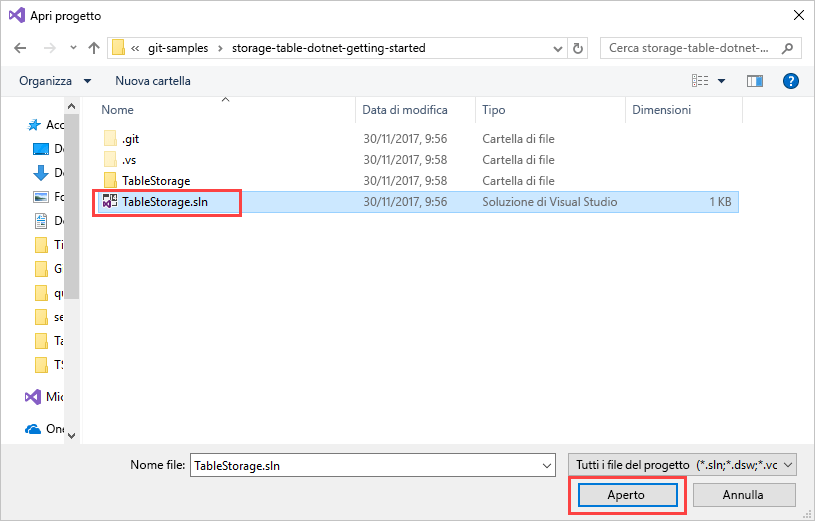 Apri progetto
« git-samples › storage-table-dotnet-getting-started
Cerca storage-table-dotnet-...
Organizza Nuova cartella
?
Nome Data di modifica Tipo Dimensioni
.git 30/11/2017, 9:56 Cartella di file
.vs 30/11/2017, 9:58 Cartella di file
TableStorage 30/11/2017, 9:58 Cartella di file
TableStorage.sln 30/11/2017, 9:56 Soluzione di Visual Studio 1 KB
Acc
De
De
Fo
De
Ti
G
qu
se
Ta
TS
Mic
One
Nome file: TableStorage.sln Tutti i file del progetto (*.sln;*.dsw;*.vc
Aperto Annulla